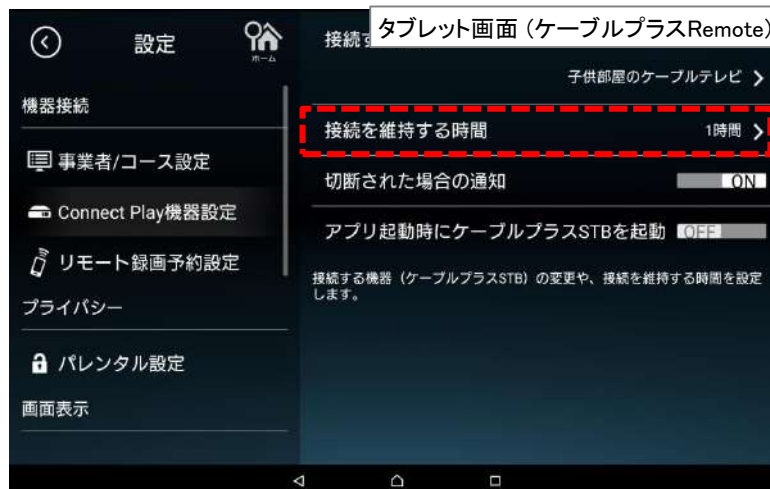 タブレット画面 (ケーブルプラスRemote)
設定
ホーム
機器接続
事業者/コース設定
Connect Play機器設定
リモート録画予約設定
プライバシー
パレンタル設定
画面表示
接続す
子供部屋のケーブルテレビ
接続を維持する時間
1時間
切断された場合の通知
ON
アプリ起動時にケーブルプラスSTBを起動
OFF
接続する機器（ケーブルプラスSTB）の変更や、接続を維持する時間を設定
します。